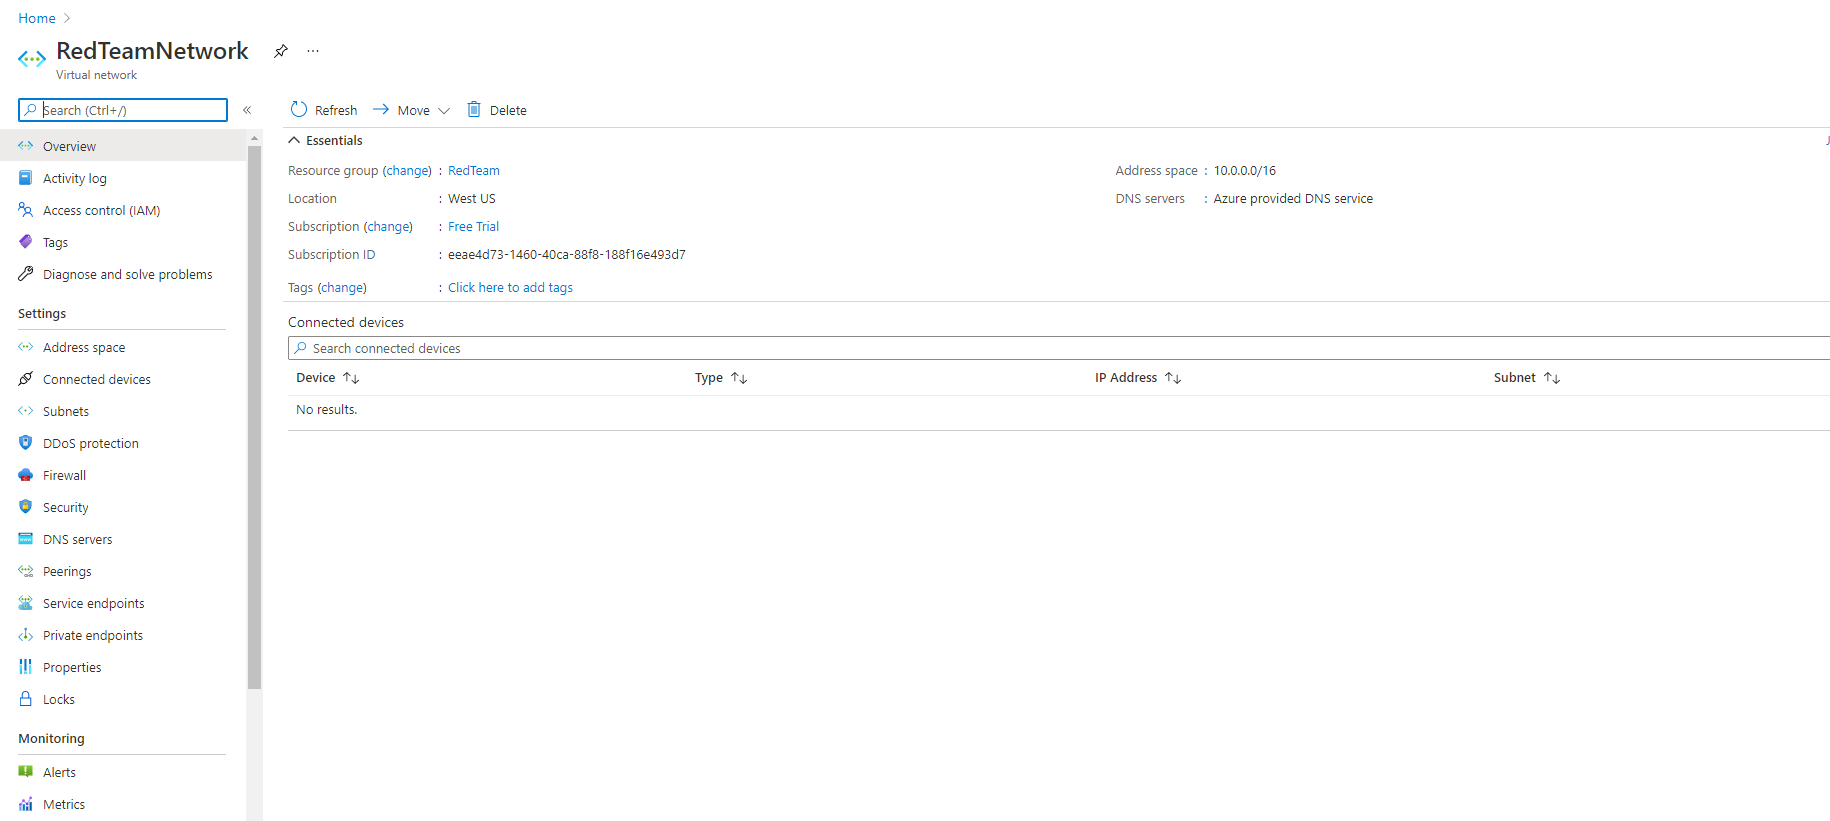 Home >
RedTeamNetwork ...
Virtual network
Search (Ctrl+/) «
Refresh Move Delete
Overview
Activity log
Access control (IAM)
Tags
Diagnose and solve problems
Settings
Address space
Connected devices
Subnets
DDoS protection
Firewall
Security
DNS servers
Peerings
Service endpoints
Private endpoints
Properties
Locks
Monitoring
Alerts
Metrics
Essentials
Resource group (change) : RedTeam
Location : West US
Subscription (change) : Free Trial
Subscription ID : eeae4d73-1460-40ca-88f8-188f16e493d7
Tags (change) : Click here to add tags
Address space : 10.0.0.0/16
DNS servers : Azure provided DNS service
Connected devices
Search connected devices
Device ↑↓ Type ↑↓ IP Address ↑↓ Subnet ↑↓
No results.